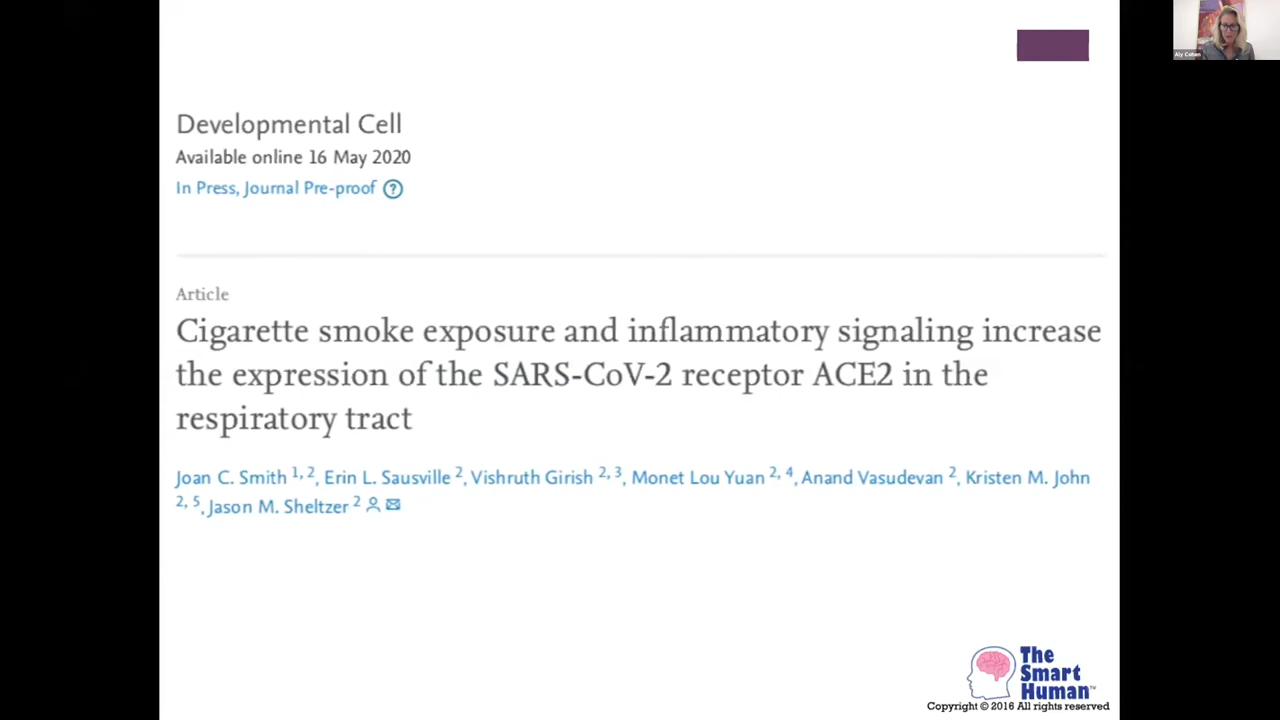 Aly Cohen
Developmental Cell
Available online 16 May 2020
In Press, Journal Pre-proof ?
Article
Cigarette smoke exposure and inflammatory signaling increase
the expression of the SARS-CoV-2 receptor ACE2 in the
respiratory tract
Joan C. Smith 1, 2, Erin L. Sausville 2, Vishruth Girish 2, 3, Monet Lou Yuan 2, 4, Anand Vasudevan 2, Kristen M. John
2, 5, Jason M. Sheltzer 2
The
Smart
Human™
Copyright © 2016 All rights reserved